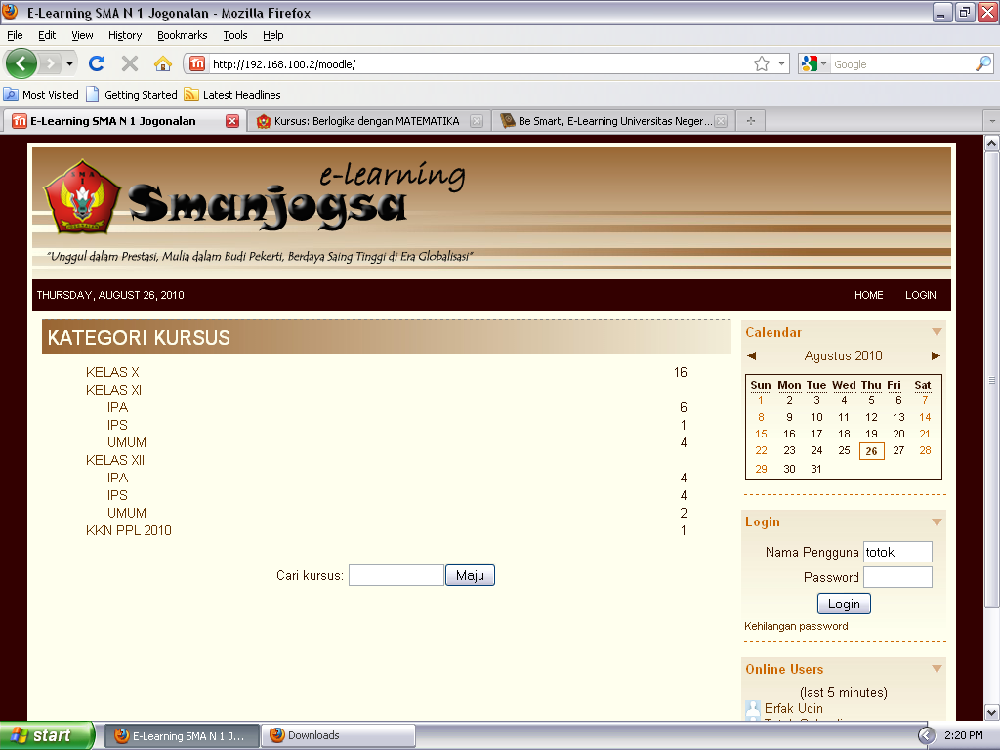 E-Learning SMA N 1 Jogonalan - Mozilla Firefox
File Edit View History Bookmarks Tools Help
http://192.168.100.2/moodle/
Google
Most Visited Getting Started Latest Headlines
E-Learning SMA N 1 Jogonalan
Kursus: Berlogika dengan MATEMATIKA
Be Smart, E-Learning Universitas Neger...
e-learning
Smanjogsa
"Unggul dalam Prestasi, Mulia dalam Budi Pekerti, Berdaya Saing Tinggi di Era Globalisasi"
THURSDAY, AUGUST 26, 2010
HOME LOGIN
KATEGORI KURSUS
KELAS X 16
KELAS XI
IPA 6
IPS 1
UMUM 4
KELAS XII
IPA 4
IPS 4
UMUM 2
KKN PPL 2010 1
Cari kursus: Maju
Calendar
◄ Agustus 2010 ►
Sun Mon Tue Wed Thu Fri Sat
1 2 3 4 5 6 7
8 9 10 11 12 13 14
15 16 17 18 19 20 21
22 23 24 25 26 27 28
29 30 31
Login
Nama Pengguna totok
Password
Login
Kehilangan password
Online Users
(last 5 minutes)
Erfak Udin
start
E-Learning SMA N 1 J...
Downloads
2:20 PM